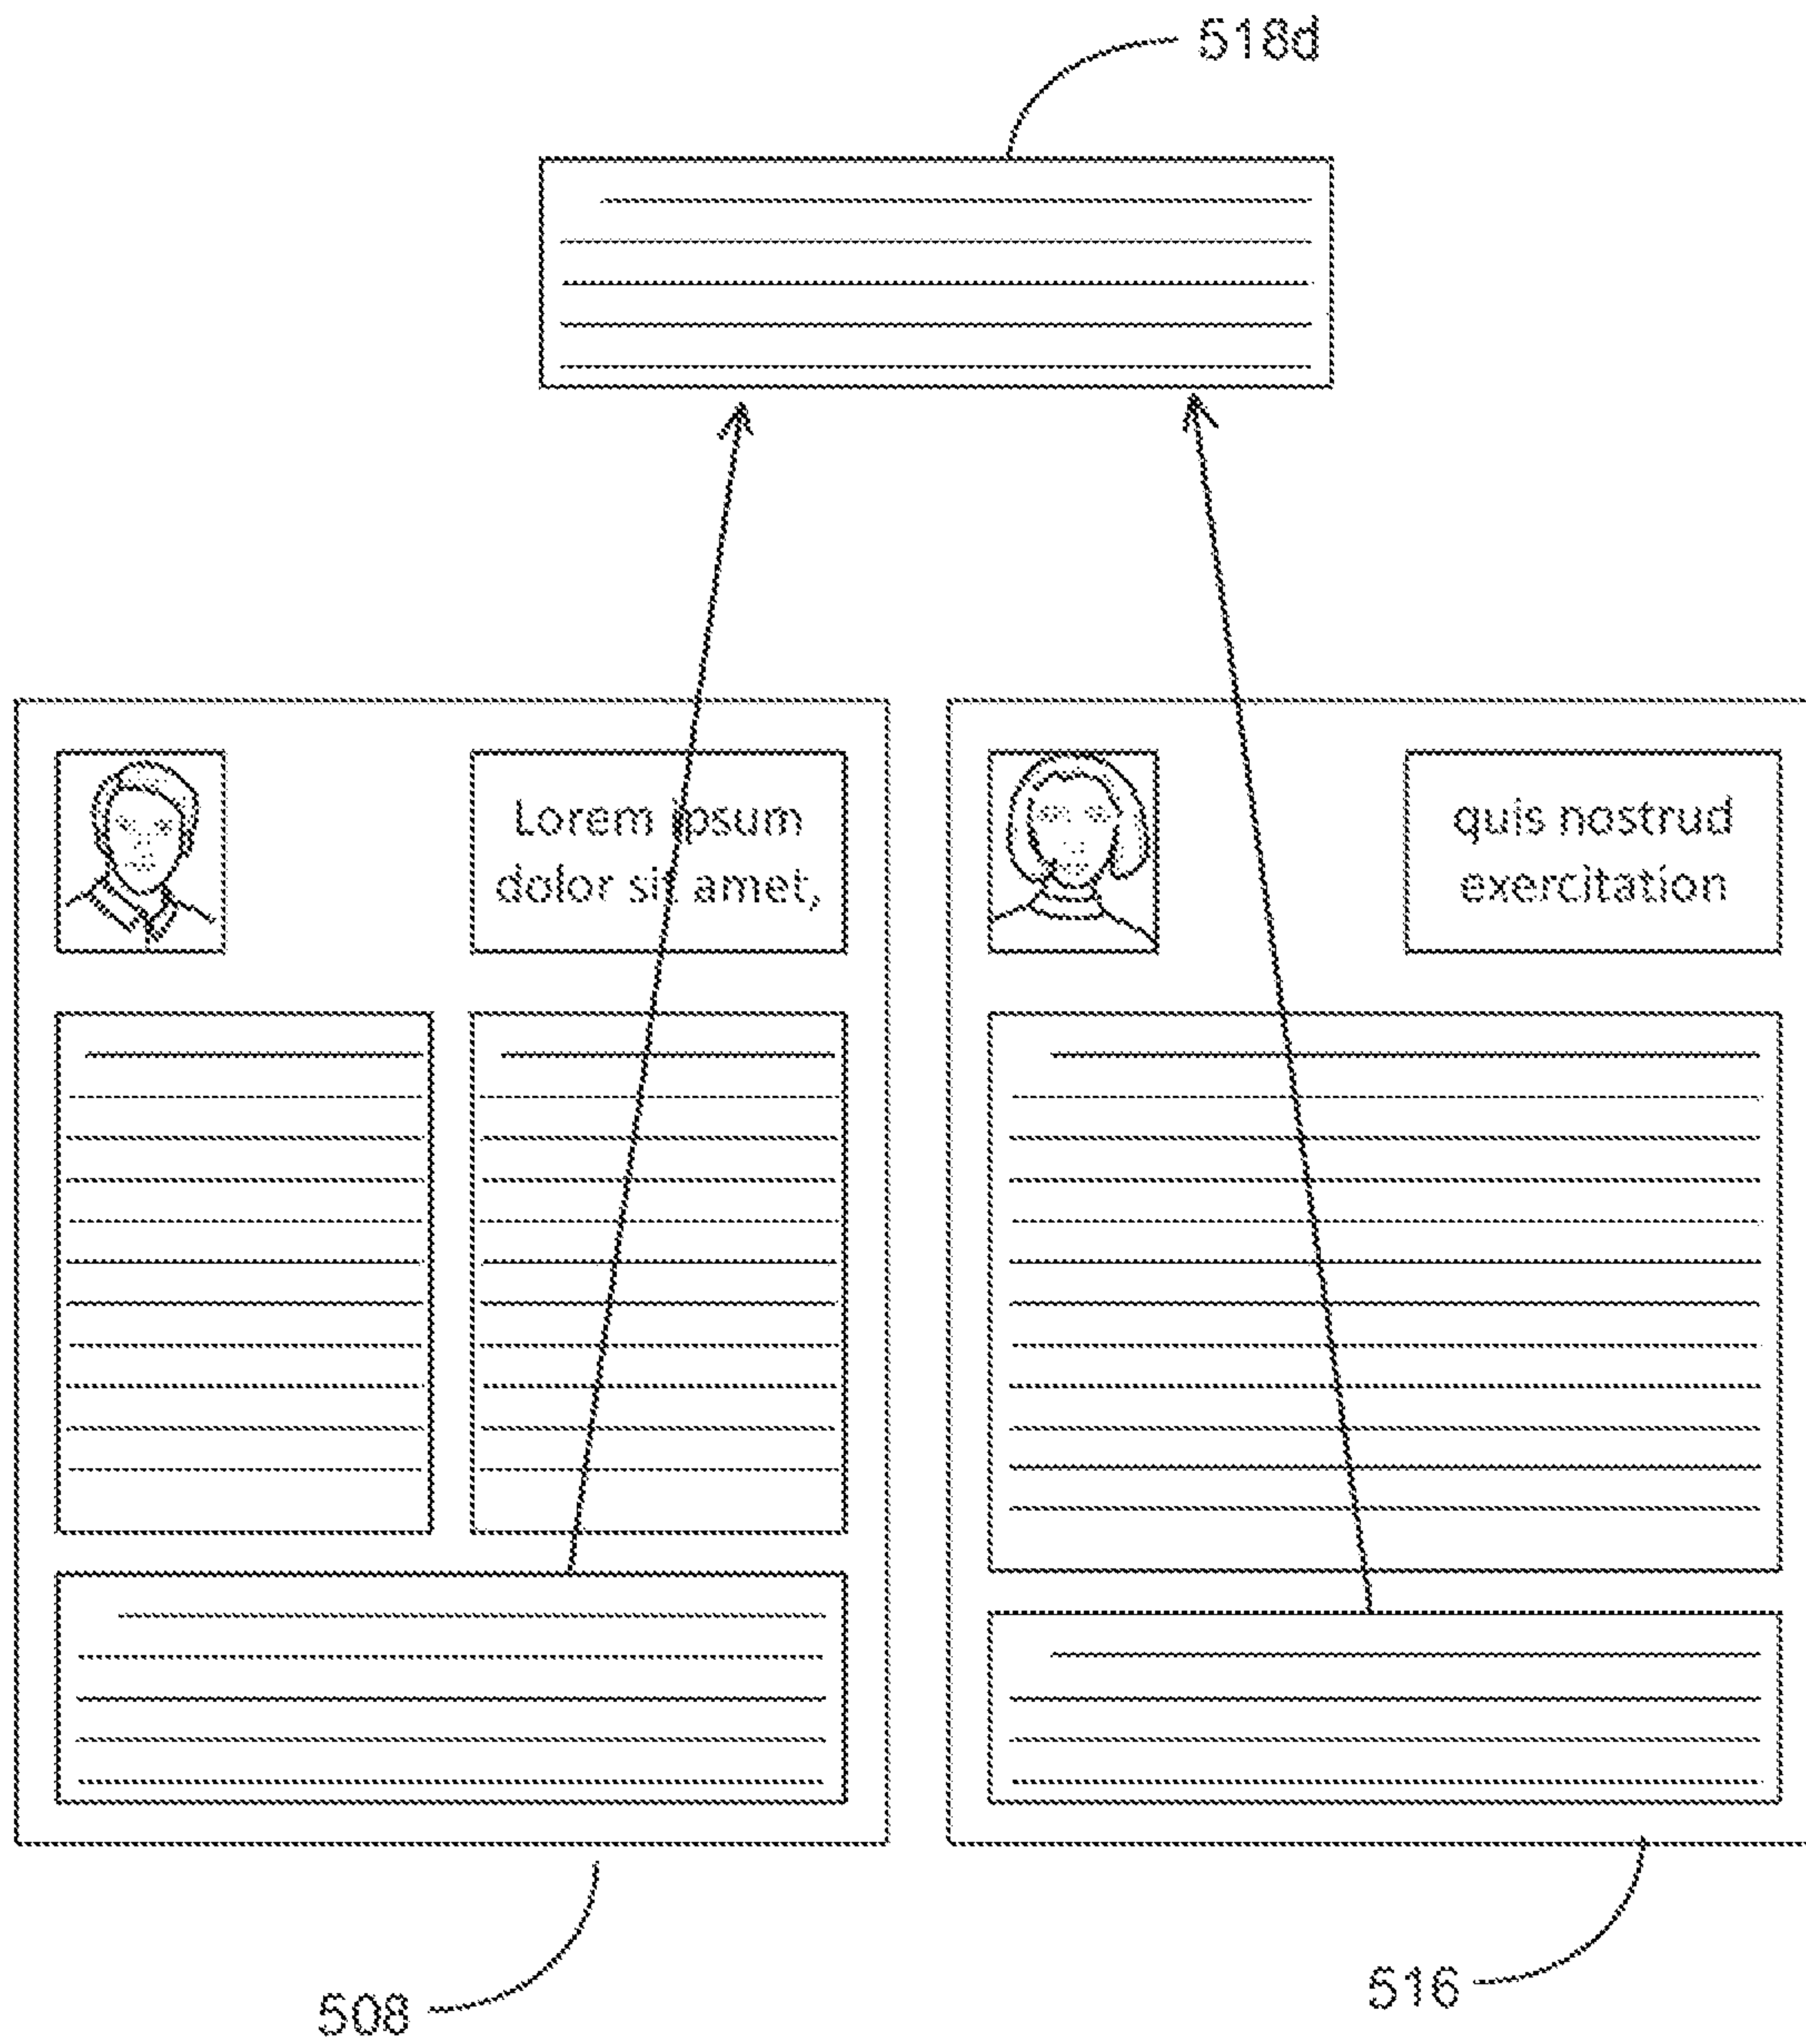 518d
Lorem ipsum
dolor sit amet,
quis nostrud
exercitation
508
516